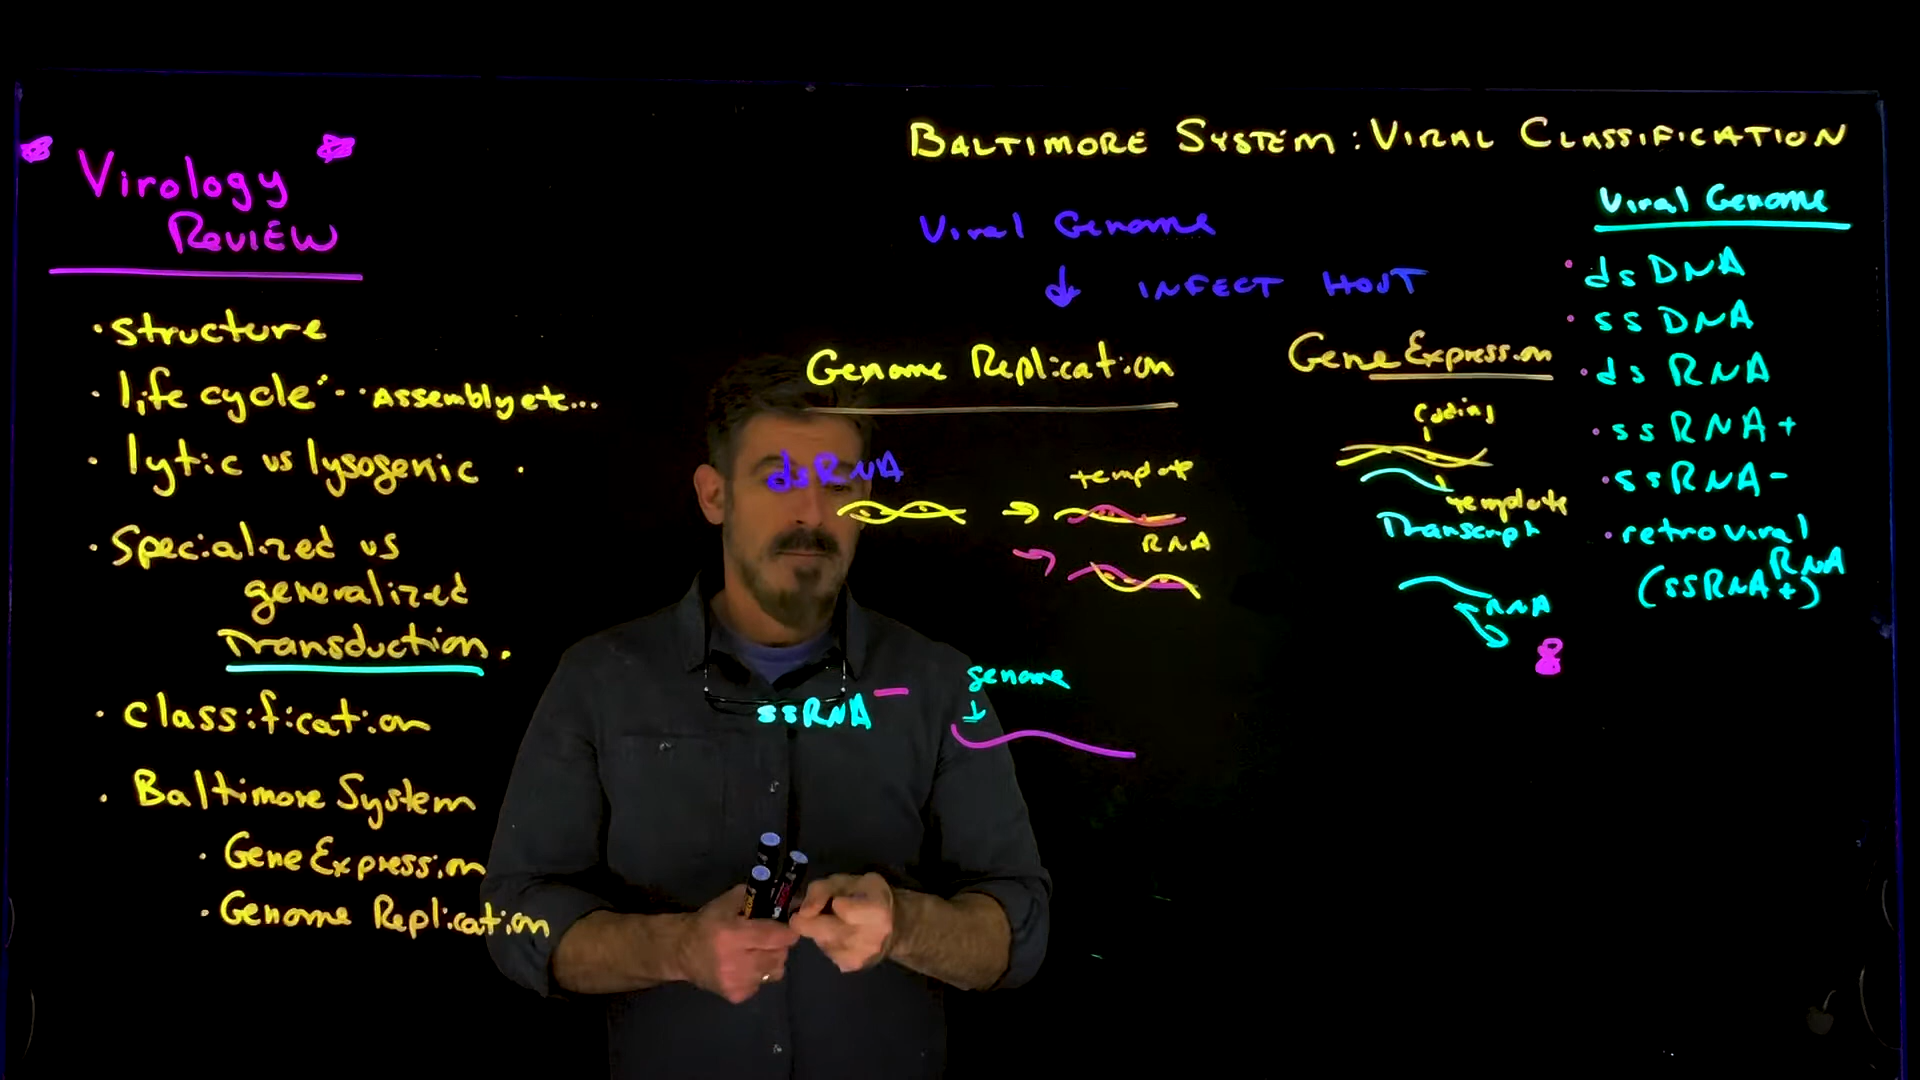 Virology
REVIEW
• structure
• life cycle -- Assembly etc...
• lytic vs lysogenic
• Specialized vs
generalized
Transduction.
• Classification
• Baltimore System
• Gene Expression
• Genome Replication
BALTIMORE SYSTEM: VIRAL CLASSIFICATION
Viral Genome
↓ INFECT HOST
Genome Replication
dsRNA
template
RNA
ssRNA -
genome
Gene Expression
Coding
template
Transcript
RNA
Viral Genome
• ds DNA
• ss DNA
• ds RNA
• ss RNA +
• ss RNA -
• retroviral
RNA
(ssRNA+)